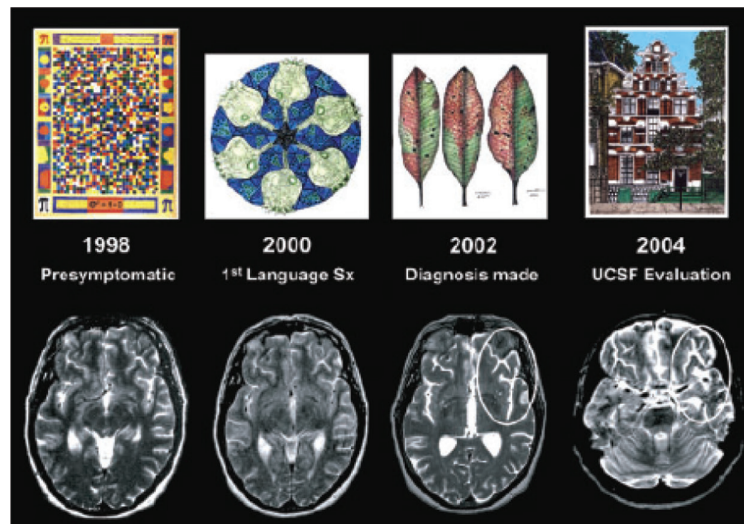 π π
π π
1998
2000
2002
2004
Presymptomatic
1st Language Sx
Diagnosis made
UCSF Evaluation